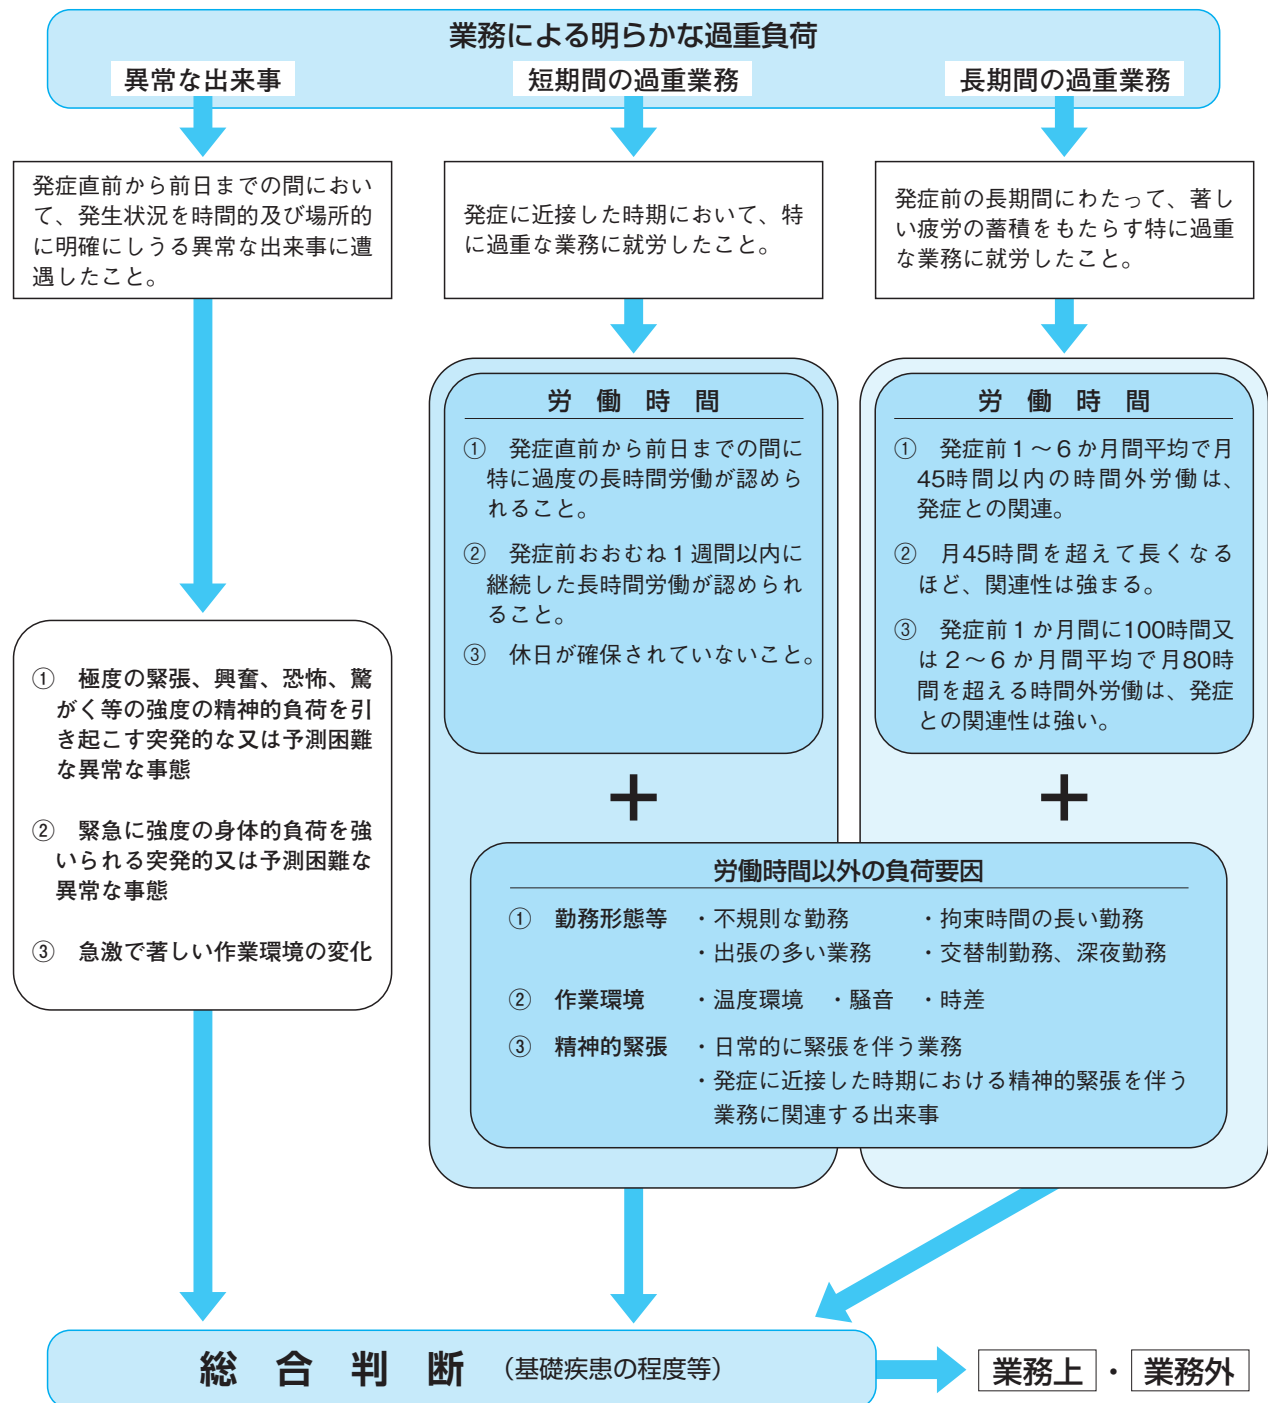 業務による明らかな過重負荷
異常な出来事
短期間の過重業務
長期間の過重業務
発症直前から前日までの間におい
て、発生状況を時間的及び場所的
に明確にしうる異常な出来事に遭
遇したこと。
発症に近接した時期において、特
に過重な業務に就労したこと。
発症前の長期間にわたって、著し
い疲労の蓄積をもたらす特に過重
な業務に就労したこと。
① 極度の緊張、興奮、恐怖、驚
がく等の強度の精神的負荷を引
き起こす突発的な又は予測困難
な異常な事態
② 緊急に強度の身体的負荷を強
いられる突発的又は予測困難な
異常な事態
③ 急激で著しい作業環境の変化
労 働 時 間
① 発症直前から前日までの間に
特に過度の長時間労働が認めら
れること。
② 発症前おおむね1週間以内に
継続した長時間労働が認められ
ること。
③ 休日が確保されていないこと。
労 働 時 間
① 発症前1～6か月間平均で月
45時間以内の時間外労働は、
発症との関連。
② 月45時間を超えて長くなる
ほど、関連性は強まる。
③ 発症前1か月間に100時間又
は2～6か月間平均で月80時
間を超える時間外労働は、発症
との関連性は強い。
＋
＋
労働時間以外の負荷要因
① 勤務形態等 ・不規則な勤務 ・拘束時間の長い勤務
・出張の多い業務 ・交替制勤務、深夜勤務
② 作業環境 ・温度環境 ・騒音 ・時差
③ 精神的緊張 ・日常的に緊張を伴う業務
・発症に近接した時期における精神的緊張を伴う
業務に関連する出来事
総 合 判 断 (基礎疾患の程度等)
業務上 ・ 業務外